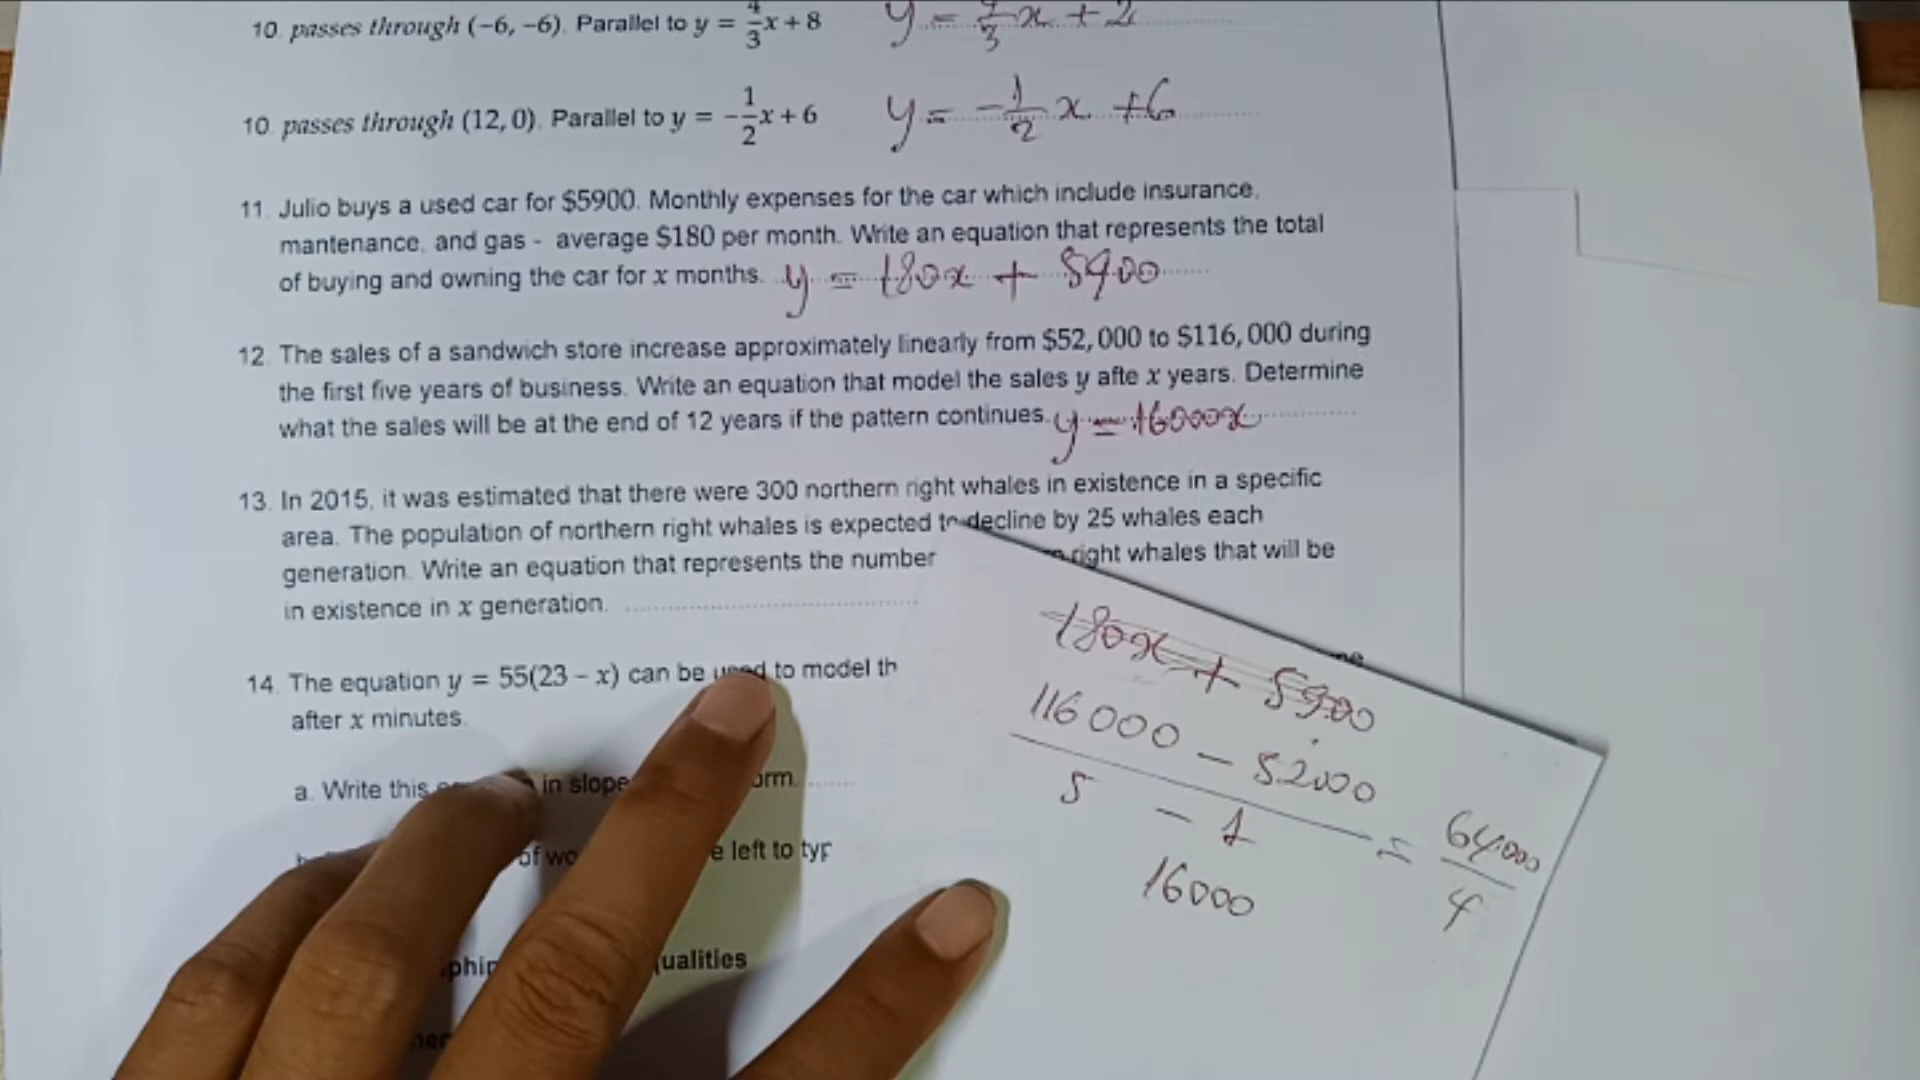 10. passes through (−6, −6). Parallel to y = 4/3 x + 8 y = 4/3 x + 2
10. passes through (12, 0). Parallel to y = −1/2 x + 6 y = −1/2 x + 6
11. Julio buys a used car for $5900. Monthly expenses for the car which include insurance,
mantenance, and gas - average $180 per month. Write an equation that represents the total
of buying and owning the car for x months. y = 180x + 5900
12. The sales of a sandwich store increase approximately linearly from $52,000 to $116,000 during
the first five years of business. Write an equation that model the sales y afte x years. Determine
what the sales will be at the end of 12 years if the pattern continues. y = 16000x
13. In 2015, it was estimated that there were 300 northern right whales in existence in a specific
area. The population of northern right whales is expected to decline by 25 whales each
generation. Write an equation that represents the number right whales that will be
in existence in x generation.
180x + 5900
14. The equation y = 55(23 − x) can be used to model th
after x minutes.
116000 − 52000
5 − 1
= 64000/4
16000
a. Write this in slope orm.
of wo e left to typ
phin qualities